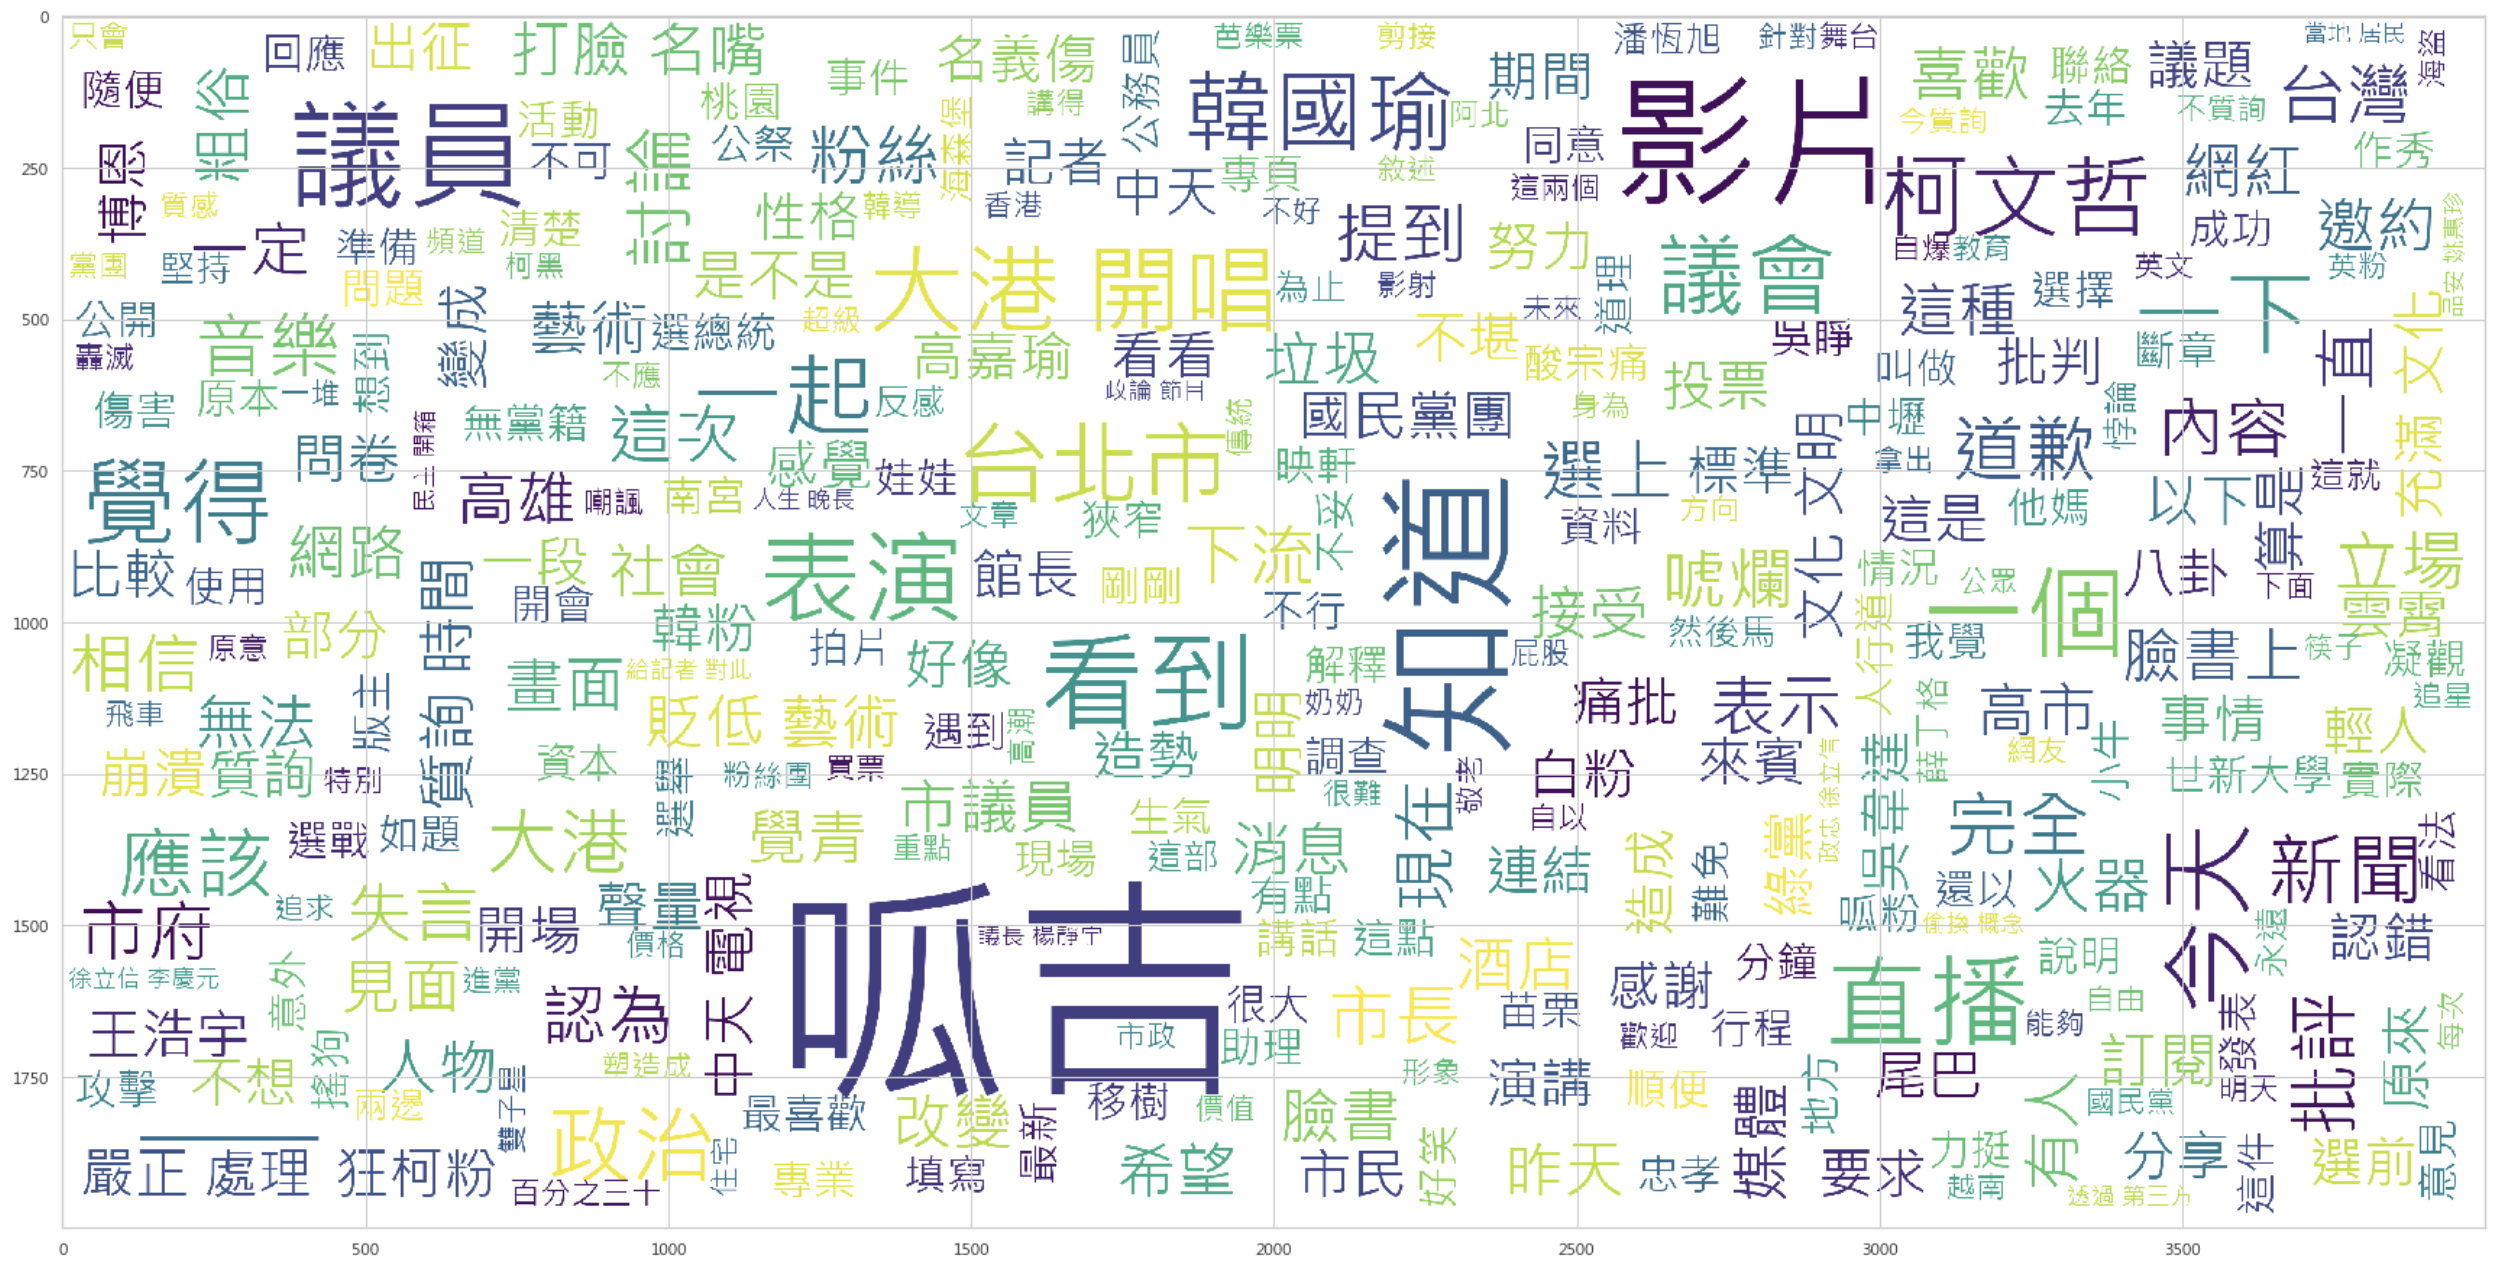 0
只會
回應
出征
打臉 名嘴
名義傷
事件
公務員
芭樂票
剪接
潘恆旭
針對
舞台
期間
喜歡
聯絡
議題
當地 居民
海盜
台灣
隨便
粗俗
議員
活動
桃園
海森堡
講得
韓國瑜
阿北
影片
今質詢
去年
不質詢
作秀
250
博恩
不可
討論
公祭
粉絲
記者
中天
專頁
敘述
同意
這兩個
柯文哲
網紅
質感
一定
準備
頻道
清楚
性格
韓導
香港
不好
提到
努力
議會
自爆
教育
成功
邀約
姚惠珍
黨團
堅持
問題
柯黑
是不是
大港 開唱
為止
影射
道理
未來
英文
英粉
品安
500
公開
轟滅
音樂
想到
變成
藝術
選總統
超級
高嘉瑜
看看
垃圾
不堪
酸宗痛
吳睜
這種
選擇
一下
斷章
一直
文化
傷害
原本
一堆
不應
一起
反感
政論 節目
投票
叫做
批判
無黨籍
這次
感覺
傳統
國民黨團
身為
文化 文明
中壢
悖論
道歉
內容
充滿
750
覺得
問卷
民主 開箱
高雄
嘲諷
南宮
人生 晚長
娃娃
台北市
文章
狹窄
映軒
不妥
知道
選上 標準
資料
方向
拿出
這是
他媽
以下
算是
這就
比較
使用
網路
時間
一段
社會
開會
表演
館長
剛剛
下流
不行
接受
唬爛
情況
公眾
一個
八卦
下面
立場
雲霄
1000
相信
原意
部分
韓粉
拍片
好像
看到
解釋
屁股
然後馬
人行道
我覺
臉書上
筷子
凝觀
飛車
無法
版主
質詢
畫面
給記者 對此
貶低 藝術
遇到
高潮
造勢
明明
奶奶
調查
痛批
表示
薛丁格
高市
事情
追星
輕人
1250
崩潰
質詢
特別
資本
選舉
粉絲團
買票
很難
敬老
白粉
自以
來賓
徐立信
吳韋達
網友
小牛
世新大學
實際
應該
選戰
如題
大港
覺青
市議員
重點
生氣
現場
這部
消息
現在
連結
造成
難免
綠黨
政忠
完全
火器
今天
新聞
看法
1500
市府
追求
失言
開場
聲量
價格
中天 電視
呱吉
議長 楊靜宇
有點
講話
這點
呱粉
還以
偷換 概念
永遠
認錯
徐立信 李慶元
意外
見面
進黨
認為
很大
市長
酒店
感謝
分鐘
直播
說明
自由
王浩宇
搖狗
人物
塑造成
市政
助理
苗栗
歡迎
行程
能夠
發表
批評
原來
每次
1750
攻擊
不想
兩邊
雙子星
政治
最喜歡
改變
最新
移樹
價值
臉書
形象
演講
順便
媒體
地方
尾巴
有人
訂閱
國民黨
明天
嚴正 處理
狂柯粉
百分之三十
住宅
專業
填寫
希望
市民
好笑
昨天
忠孝
要求
力挺
越南
分享
透過 第三方
這件
選前
意見
0
500
1000
1500
2000
2500
3000
3500